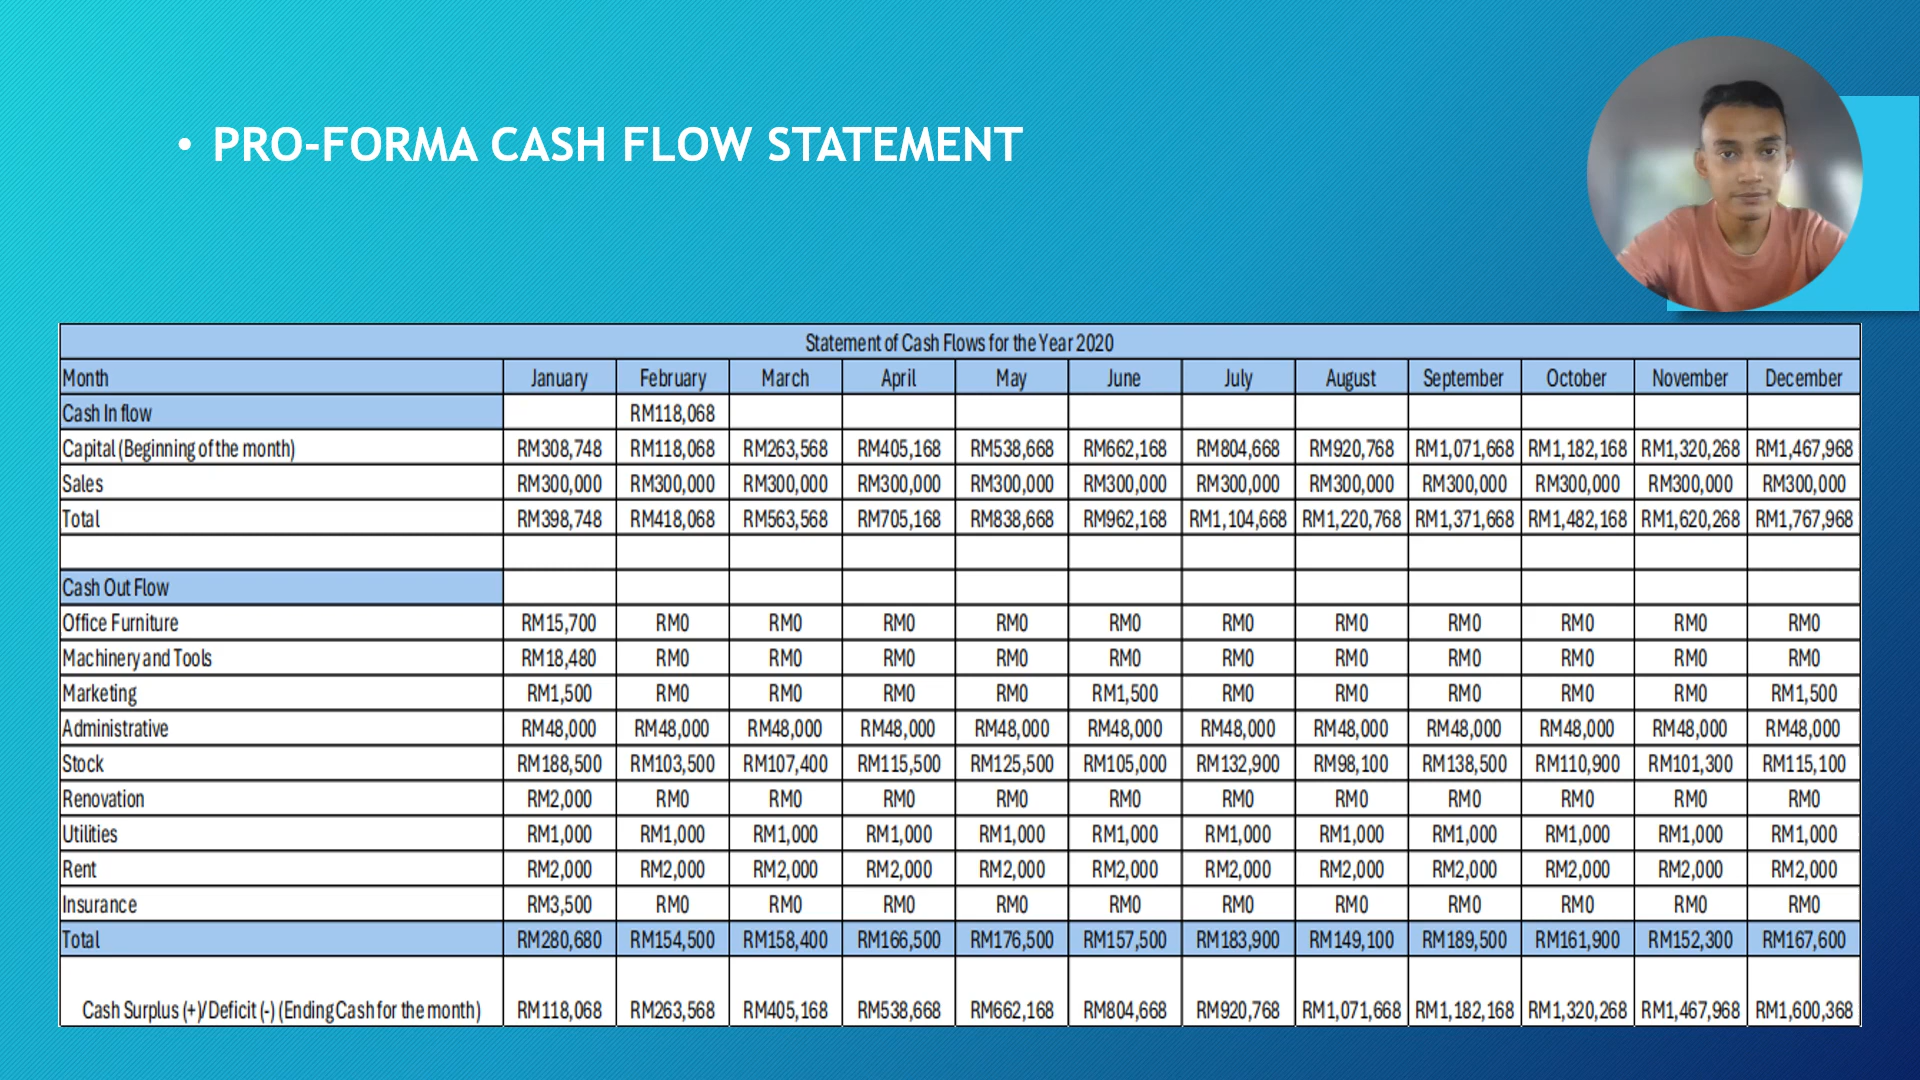 • PRO-FORMA CASH FLOW STATEMENT
Statement of Cash Flows for the Year 2020
Month January February March April May June July August September October November December
Cash In flow RM118,068
Capital (Beginning of the month) RM308,748 RM118,068 RM263,568 RM405,168 RM538,668 RM662,168 RM804,668 RM920,768 RM1,071,668 RM1,182,168 RM1,320,268 RM1,467,968
Sales RM300,000 RM300,000 RM300,000 RM300,000 RM300,000 RM300,000 RM300,000 RM300,000 RM300,000 RM300,000 RM300,000 RM300,000
Total RM398,748 RM418,068 RM563,568 RM705,168 RM838,668 RM962,168 RM1,104,668 RM1,220,768 RM1,371,668 RM1,482,168 RM1,620,268 RM1,767,968
Cash Out Flow
Office Furniture RM15,700 RM0 RM0 RM0 RM0 RM0 RM0 RM0 RM0 RM0 RM0 RM0
Machinery and Tools RM18,480 RM0 RM0 RM0 RM0 RM0 RM0 RM0 RM0 RM0 RM0 RM0
Marketing RM1,500 RM0 RM0 RM0 RM0 RM1,500 RM0 RM0 RM0 RM0 RM0 RM1,500
Administrative RM48,000 RM48,000 RM48,000 RM48,000 RM48,000 RM48,000 RM48,000 RM48,000 RM48,000 RM48,000 RM48,000 RM48,000
Stock RM188,500 RM103,500 RM107,400 RM115,500 RM125,500 RM105,000 RM132,900 RM98,100 RM138,500 RM110,900 RM101,300 RM115,100
Renovation RM2,000 RM0 RM0 RM0 RM0 RM0 RM0 RM0 RM0 RM0 RM0 RM0
Utilities RM1,000 RM1,000 RM1,000 RM1,000 RM1,000 RM1,000 RM1,000 RM1,000 RM1,000 RM1,000 RM1,000 RM1,000
Rent RM2,000 RM2,000 RM2,000 RM2,000 RM2,000 RM2,000 RM2,000 RM2,000 RM2,000 RM2,000 RM2,000 RM2,000
Insurance RM3,500 RM0 RM0 RM0 RM0 RM0 RM0 RM0 RM0 RM0 RM0 RM0
Total RM280,680 RM154,500 RM158,400 RM166,500 RM176,500 RM157,500 RM183,900 RM149,100 RM189,500 RM161,900 RM152,300 RM167,600
Cash Surplus (+)/Deficit (-) (Ending Cash for the month) RM118,068 RM263,568 RM405,168 RM538,668 RM662,168 RM804,668 RM920,768 RM1,071,668 RM1,182,168 RM1,320,268 RM1,467,968 RM1,600,368